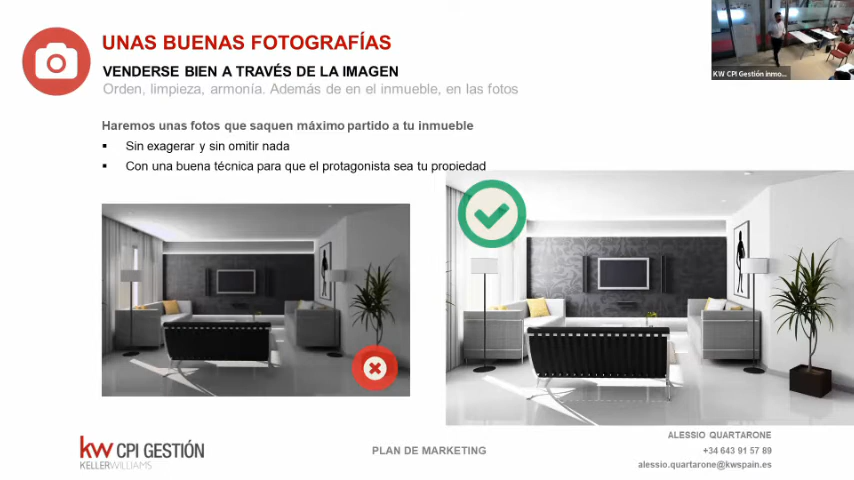 UNAS BUENAS FOTOGRAFÍAS
VENDERSE BIEN A TRAVÉS DE LA IMAGEN
Orden, limpieza, armonía. Además de en el inmueble, en las fotos
Haremos unas fotos que saquen máximo partido a tu inmueble
▪ Sin exagerar y sin omitir nada
▪ Con una buena técnica para que el protagonista sea tu propiedad
KW CPI Gestión inmo...
kw CPI GESTIÓN
KELLERWILLIAMS
PLAN DE MARKETING
ALESSIO QUARTARONE
+34 643 91 57 89
alessio.quartarone@kwspain.es